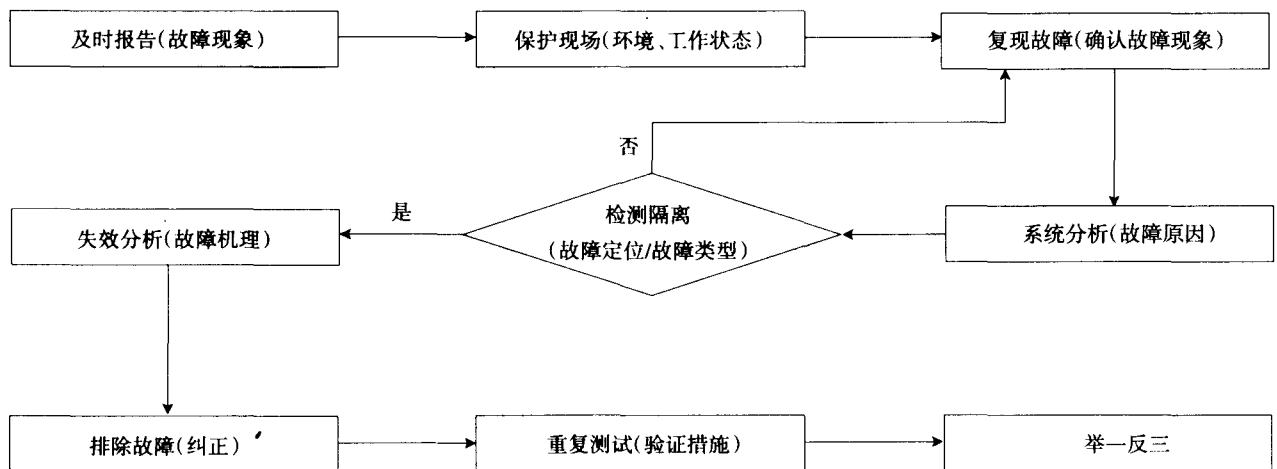 及时报告(故障现象)
保护现场(环境、工作状态)
复现故障(确认故障现象)
否
是
检测隔离
(故障定位/故障类型)
失效分析(故障机理)
系统分析(故障原因)
排除故障(纠正)
重复测试(验证措施)
举一反三